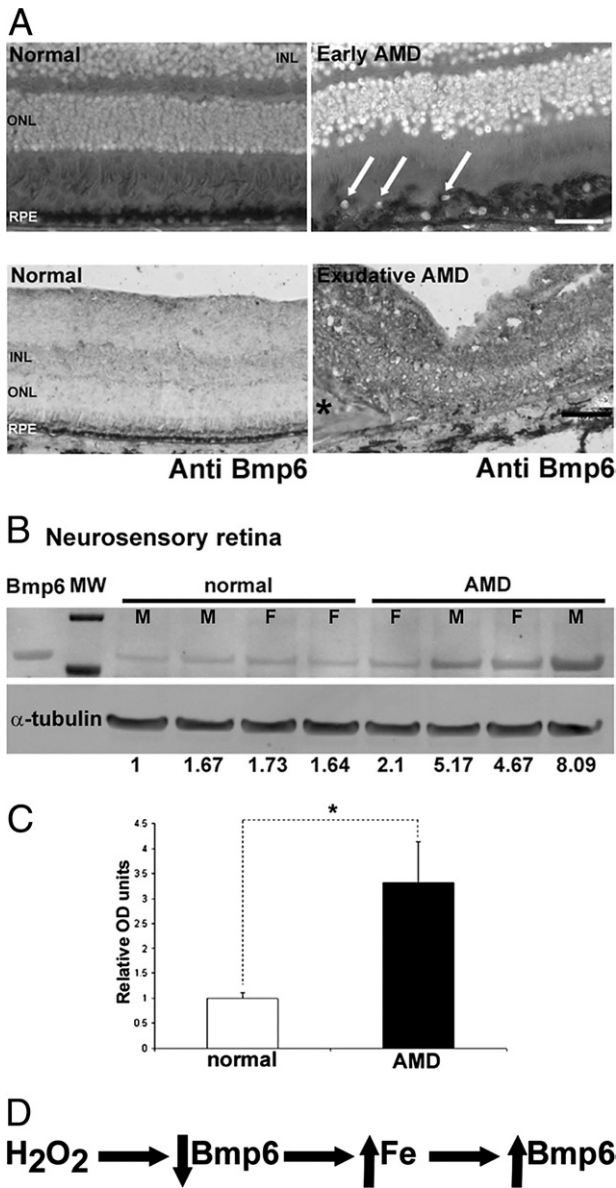 A
Normal
INL
ONL
RPE
Early AMD
Normal
INL
ONL
RPE
Anti Bmp6
Exudative AMD
*
Anti Bmp6
B Neurosensory retina
Bmp6 MW normal AMD
M M F F F M F M
α-tubulin
1 1.67 1.73 1.64 2.1 5.17 4.67 8.09
C
*
Relative OD units
4.5
4
3.5
3
2.5
2
1.5
1
0.5
0
normal AMD
D
H₂O₂ → ↓Bmp6 → ↑Fe → ↑Bmp6